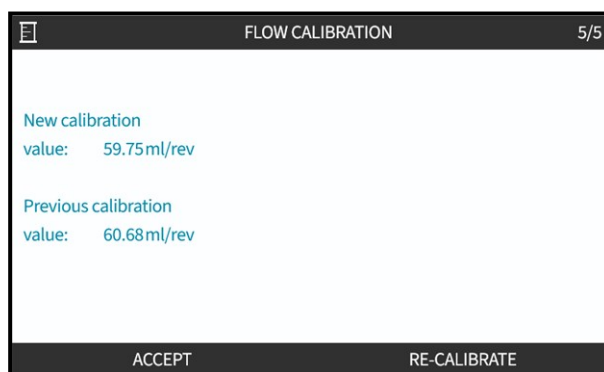 FLOW CALIBRATION 5/5
New calibration
value: 59.75ml/rev
Previous calibration
value: 60.68ml/rev
ACCEPT RE-CALIBRATE